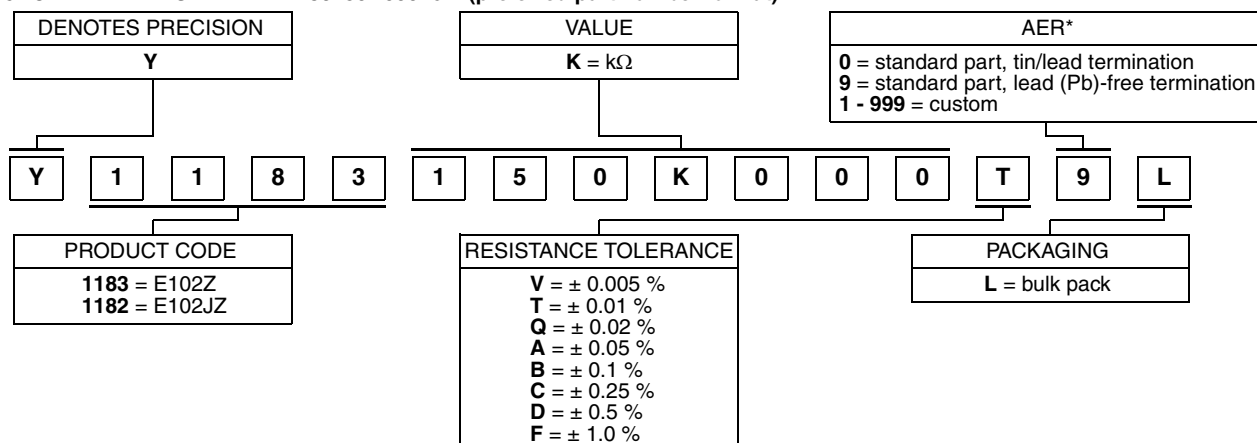 DENOTES PRECISION
Y
VALUE
K = kΩ
AER*
0 = standard part, tin/lead termination
9 = standard part, lead (Pb)-free termination
1 - 999 = custom
Y 1 1 8 3 1 5 0 K 0 0 0 T 9 L
PRODUCT CODE
1183 = E102Z
1182 = E102JZ
RESISTANCE TOLERANCE
V = ± 0.005 %
T = ± 0.01 %
Q = ± 0.02 %
A = ± 0.05 %
B = ± 0.1 %
C = ± 0.25 %
D = ± 0.5 %
F = ± 1.0 %
PACKAGING
L = bulk pack